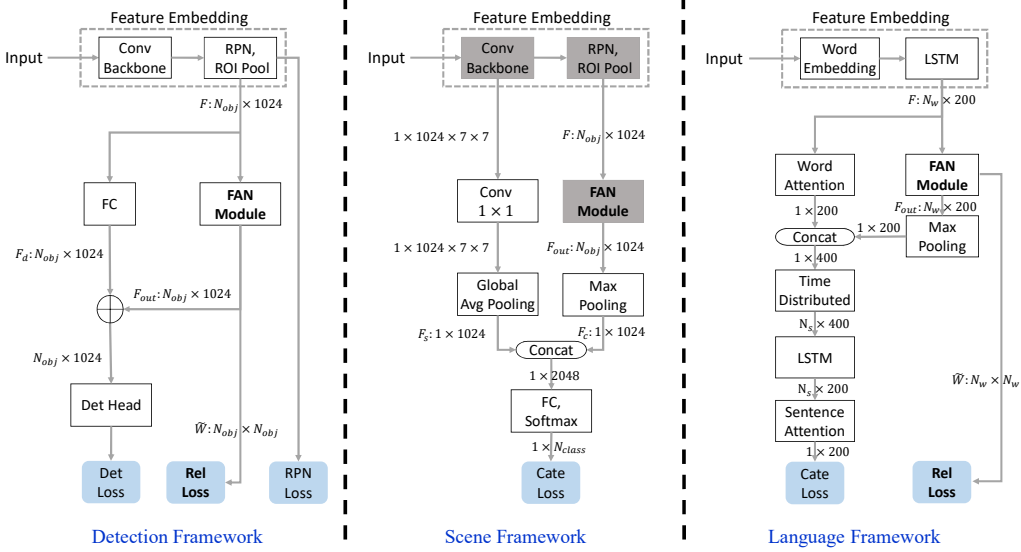 Feature Embedding
Input
Conv
Backbone
RPN,
ROI Pool
F: N_obj × 1024
FC
FAN
Module
F_d: N_obj × 1024
F_out: N_obj × 1024
N_obj × 1024
Det Head
W̃: N_obj × N_obj
Det
Loss
Rel
Loss
RPN
Loss
Detection Framework
Feature Embedding
Input
Conv
Backbone
RPN,
ROI Pool
1 × 1024 × 7 × 7
F: N_obj × 1024
Conv
1 × 1
FAN
Module
1 × 1024 × 7 × 7
F_out: N_obj × 1024
Global
Avg Pooling
Max
Pooling
F_s: 1 × 1024
F_c: 1 × 1024
Concat
1 × 2048
FC,
Softmax
1 × N_class
Cate
Loss
Scene Framework
Feature Embedding
Input
Word
Embedding
LSTM
F: N_w × 200
Word
Attention
FAN
Module
1 × 200
F_out: N_w × 200
Concat
1 × 200
Max
Pooling
1 × 400
Time
Distributed
N_s × 400
LSTM
W̃: N_w × N_w
N_s × 200
Sentence
Attention
1 × 200
Cate
Loss
Rel
Loss
Language Framework